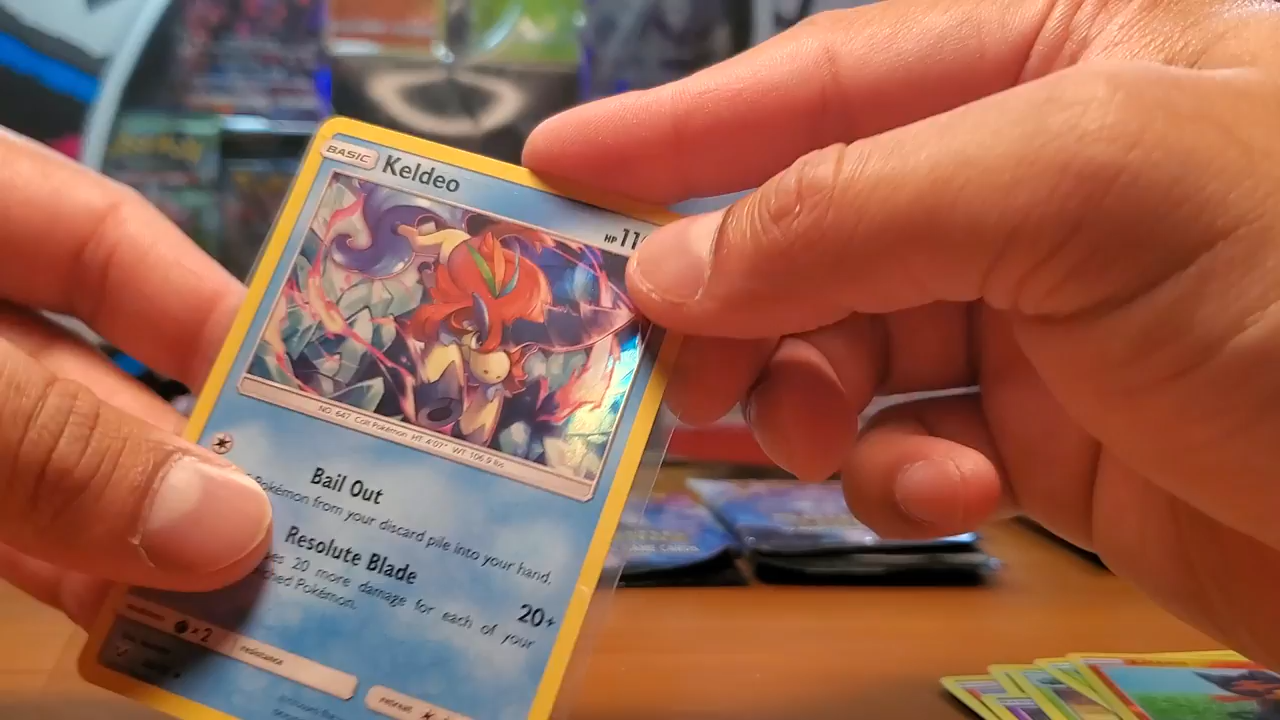 BASIC Keldeo
HP 11
NO. 647 Colt Pokémon HT: 4'07" WT: 106.9 lbs.
Bail Out
Pokémon from your discard pile into your hand.
Resolute Blade
20+
20 more damage for each of your
Pokémon.
weakness ×2 resistance
retreat